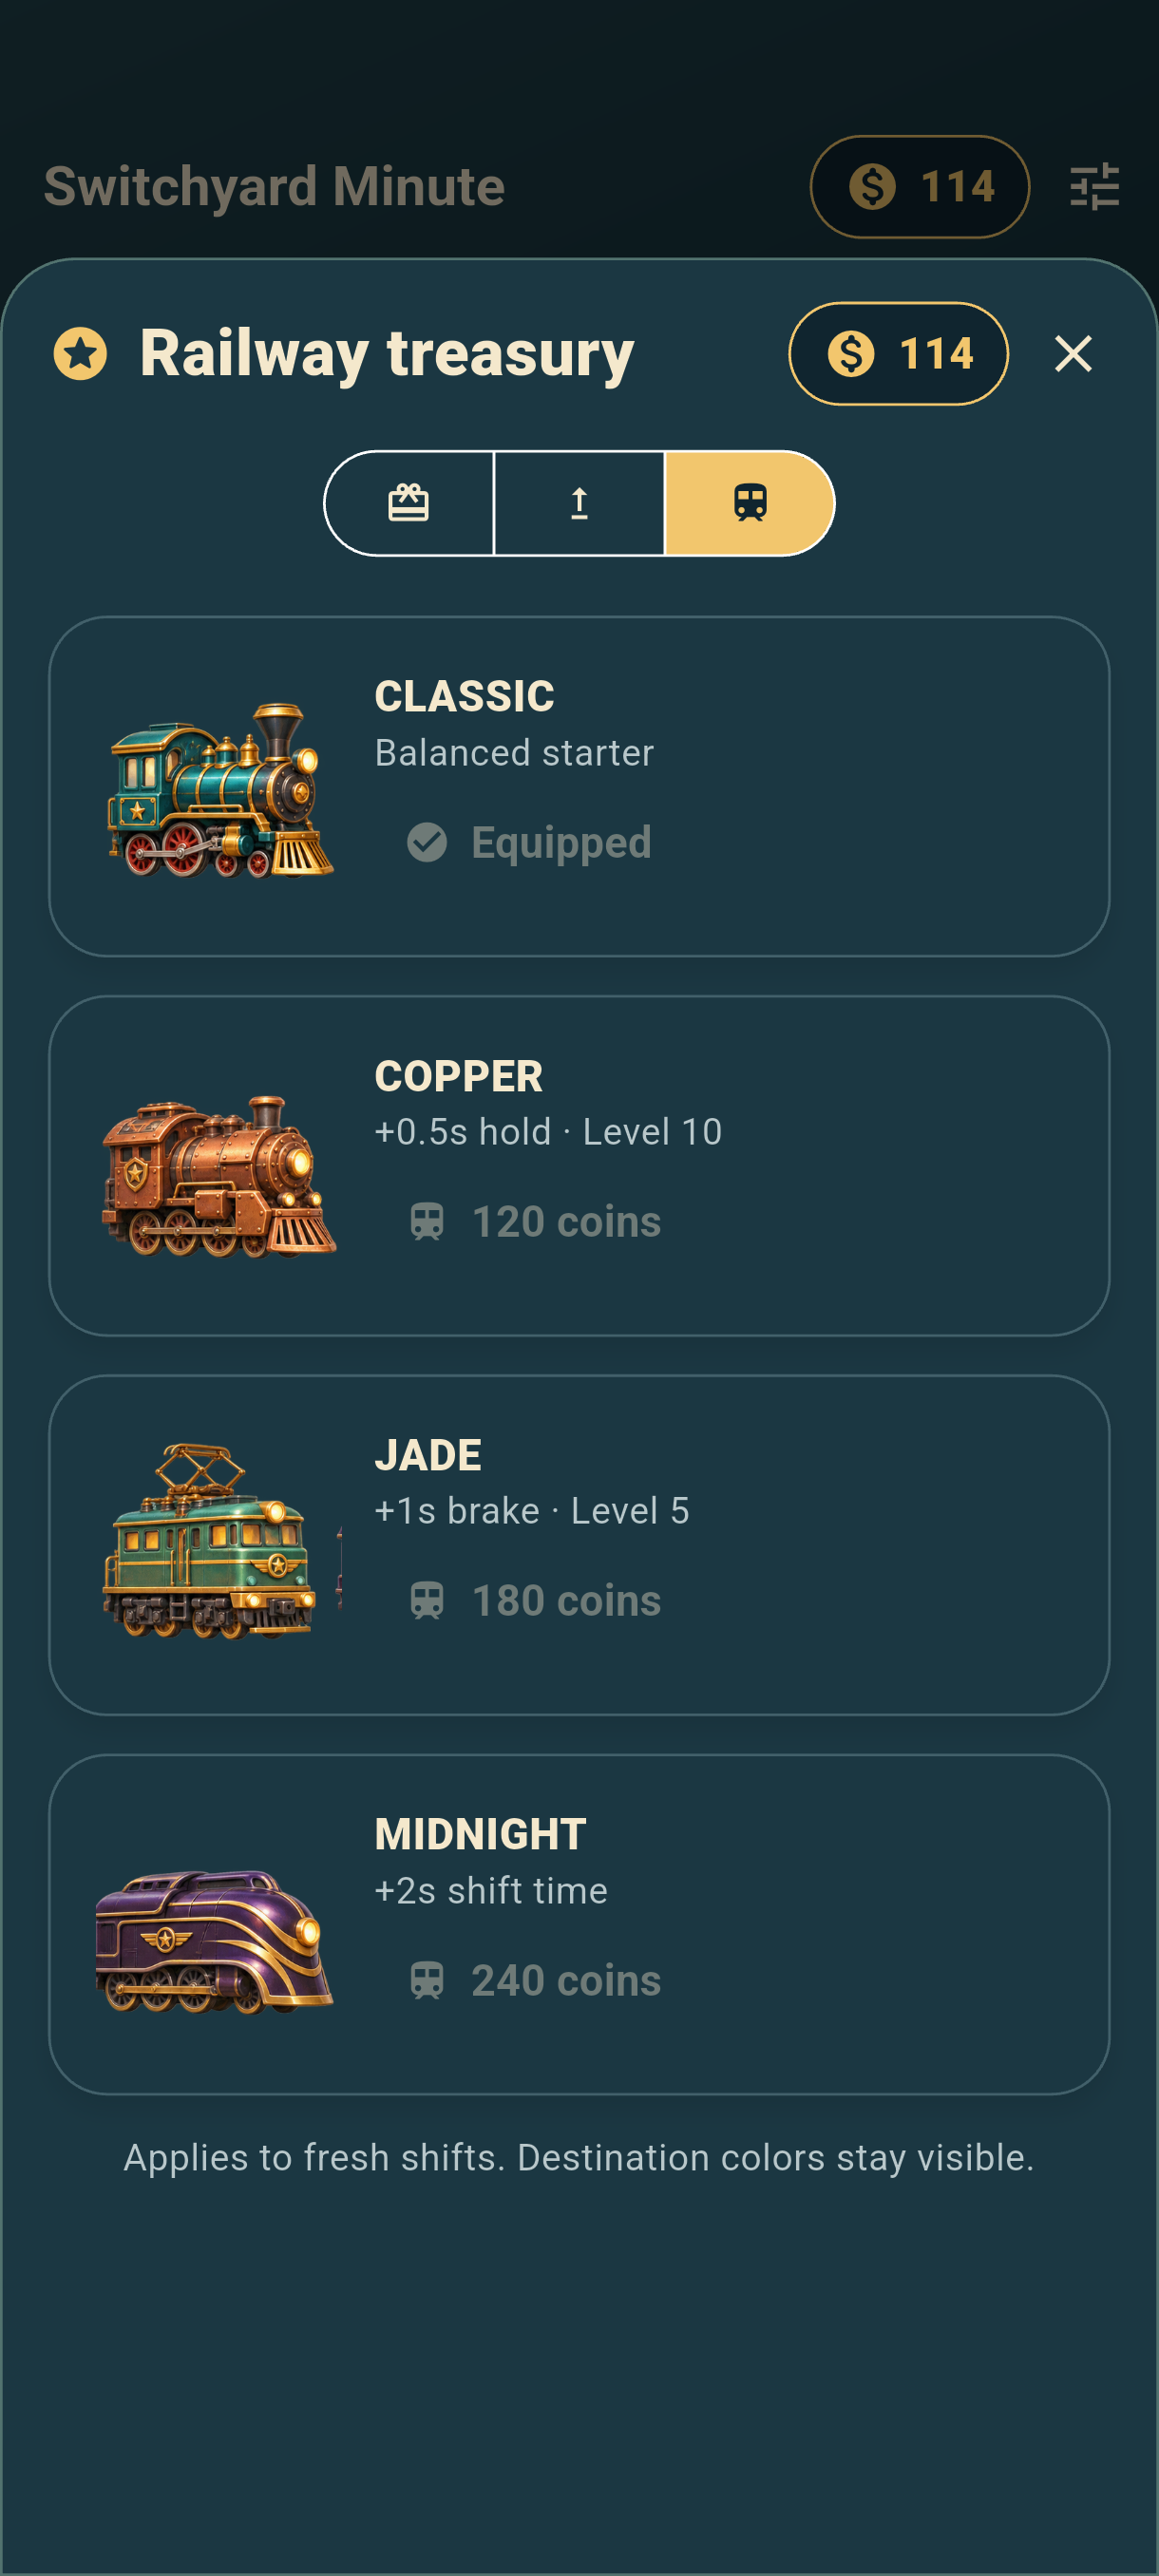 Switchyard Minute
114
Railway treasury
114
CLASSIC
Balanced starter
Equipped
COPPER
+0.5s hold · Level 10
120 coins
JADE
+1s brake · Level 5
180 coins
MIDNIGHT
+2s shift time
240 coins
Applies to fresh shifts. Destination colors stay visible.